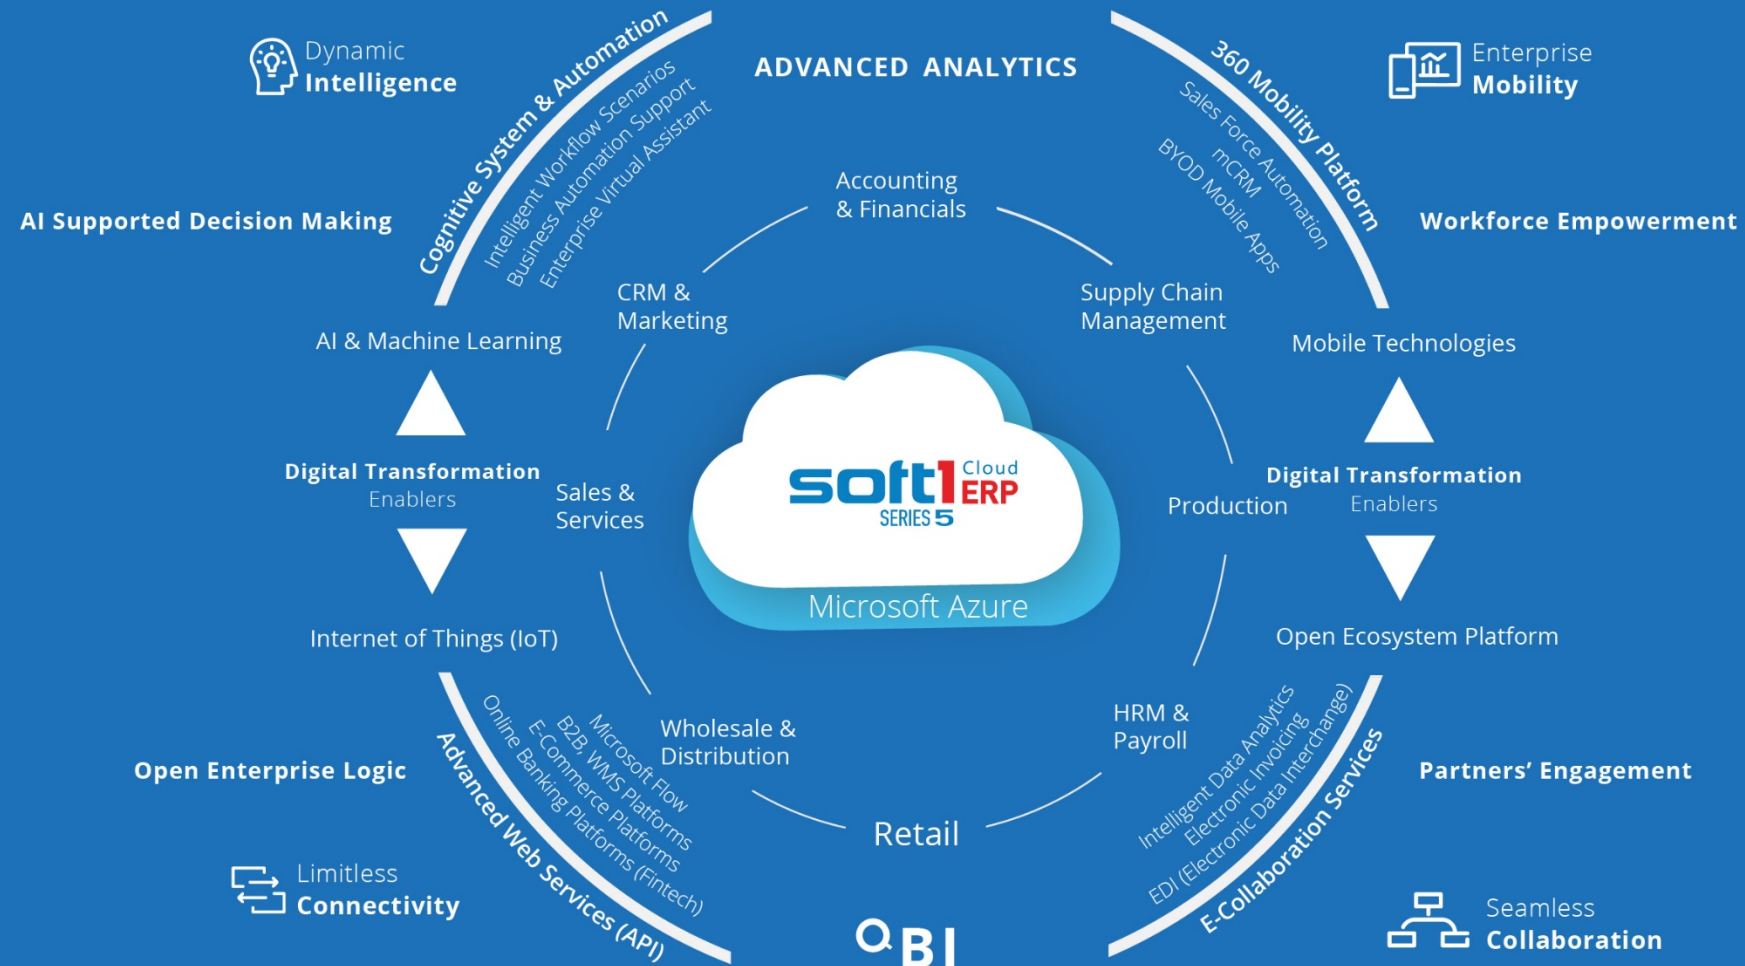 Dynamic
Intelligence
AI Supported Decision Making
Cognitive System & Automation
Intelligent Workflow Scenarios
Business Automation Support
Enterprise Virtual Assistant
AI & Machine Learning
ADVANCED ANALYTICS
360 Mobility Platform
Sales Force Automation
mCRM
BYOD Mobile Apps
Enterprise
Mobility
Workforce Empowerment
Mobile Technologies
Accounting
& Financials
CRM &
Marketing
Supply Chain
Management
Digital Transformation
Enablers
Sales &
Services
soft1 Cloud
ERP
SERIES 5
Microsoft Azure
Production
Digital Transformation
Enablers
Internet of Things (IoT)
Open Ecosystem Platform
Wholesale &
Distribution
HRM &
Payroll
Retail
Open Enterprise Logic
Advanced Web Services (API)
Microsoft Flow
B2B, WMS Platforms
E-Commerce Platforms
Online Banking Platforms (Fintech)
Limitless
Connectivity
BI
Intelligent Data Analytics
Electronic Invoicing
EDI (Electronic Data Interchange)
E-Collaboration Services
Partners’ Engagement
Seamless
Collaboration